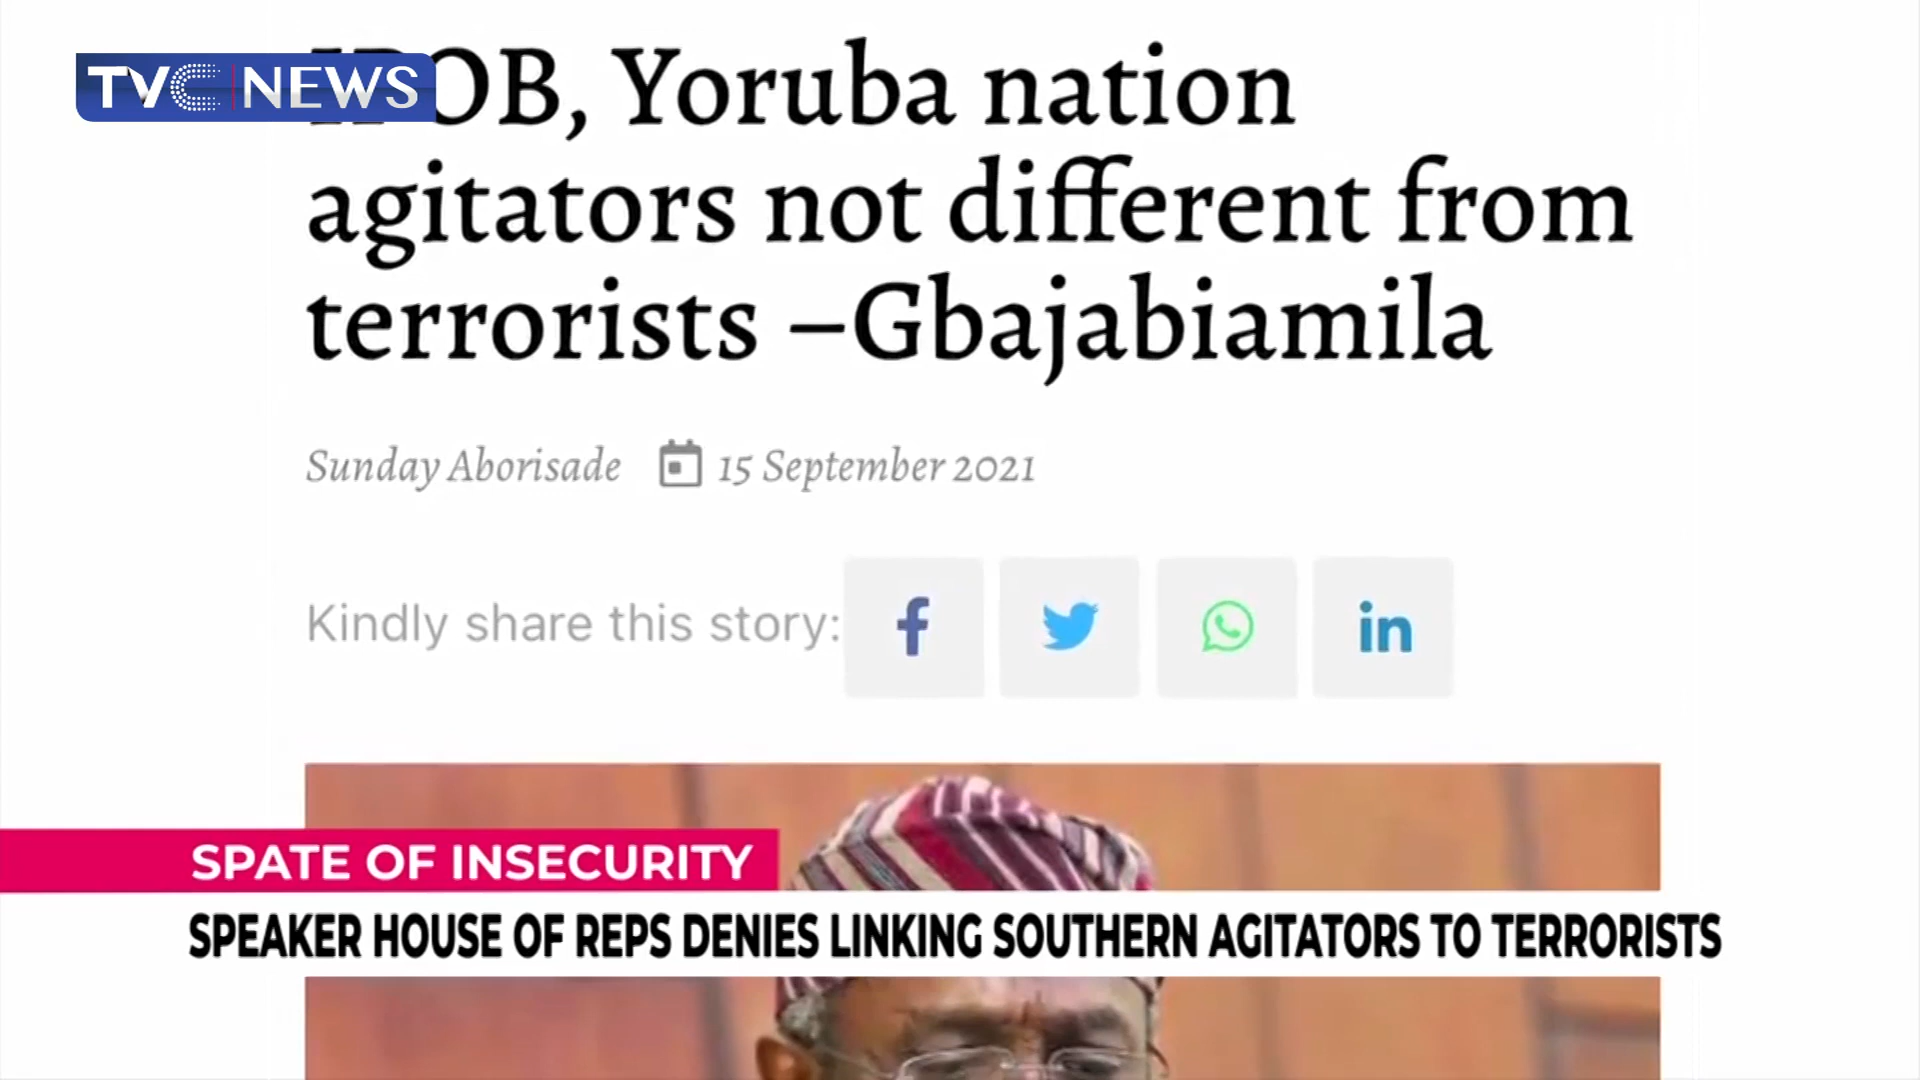 TVC NEWS
OB, Yoruba nation
agitators not different from
terrorists –Gbajabiamila
Sunday Aborisade 15 September 2021
Kindly share this story:
SPATE OF INSECURITY
SPEAKER HOUSE OF REPS DENIES LINKING SOUTHERN AGITATORS TO TERRORISTS